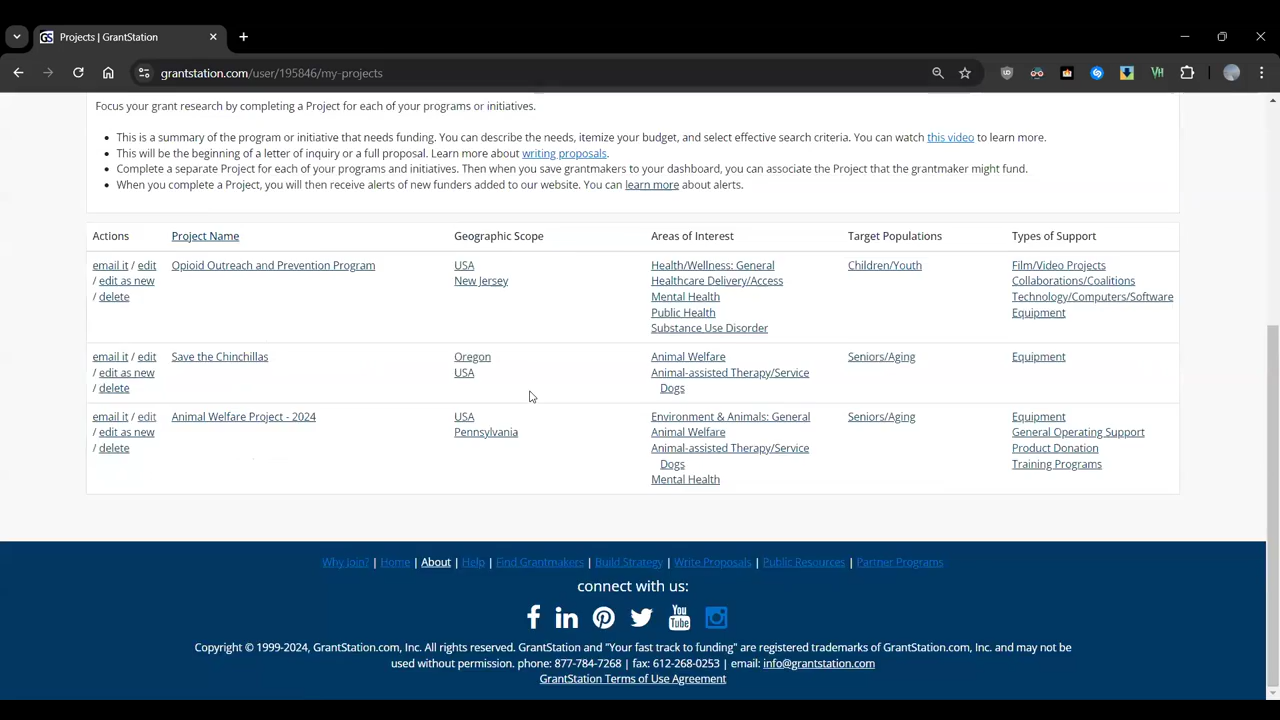 Projects | GrantStation
grantstation.com/user/195846/my-projects
Focus your grant research by completing a Project for each of your programs or initiatives.
• This is a summary of the program or initiative that needs funding. You can describe the needs, itemize your budget, and select effective search criteria. You can watch this video to learn more.
• This will be the beginning of a letter of inquiry or a full proposal. Learn more about writing proposals.
• Complete a separate Project for each of your programs and initiatives. Then when you save grantmakers to your dashboard, you can associate the Project that the grantmaker might fund.
• When you complete a Project, you will then receive alerts of new funders added to our website. You can learn more about alerts.
Actions Project Name Geographic Scope Areas of Interest Target Populations Types of Support
email it / edit Opioid Outreach and Prevention Program USA Health/Wellness: General Children/Youth Film/Video Projects
/ edit as new New Jersey Healthcare Delivery/Access Collaborations/Coalitions
/ delete Mental Health Technology/Computers/Software
Public Health Equipment
Substance Use Disorder
email it / edit Save the Chinchillas Oregon Animal Welfare Seniors/Aging Equipment
/ edit as new USA Animal-assisted Therapy/Service
/ delete Dogs
email it / edit Animal Welfare Project - 2024 USA Environment & Animals: General Seniors/Aging Equipment
/ edit as new Pennsylvania Animal Welfare General Operating Support
/ delete Animal-assisted Therapy/Service Product Donation
Dogs Training Programs
Mental Health
Why Join? | Home | About | Help | Find Grantmakers | Build Strategy | Write Proposals | Public Resources | Partner Programs
connect with us:
You Tube
Copyright © 1999-2024, GrantStation.com, Inc. All rights reserved. GrantStation and "Your fast track to funding" are registered trademarks of GrantStation.com, Inc. and may not be
used without permission. phone: 877-784-7268 | fax: 612-268-0253 | email: info@grantstation.com
GrantStation Terms of Use Agreement